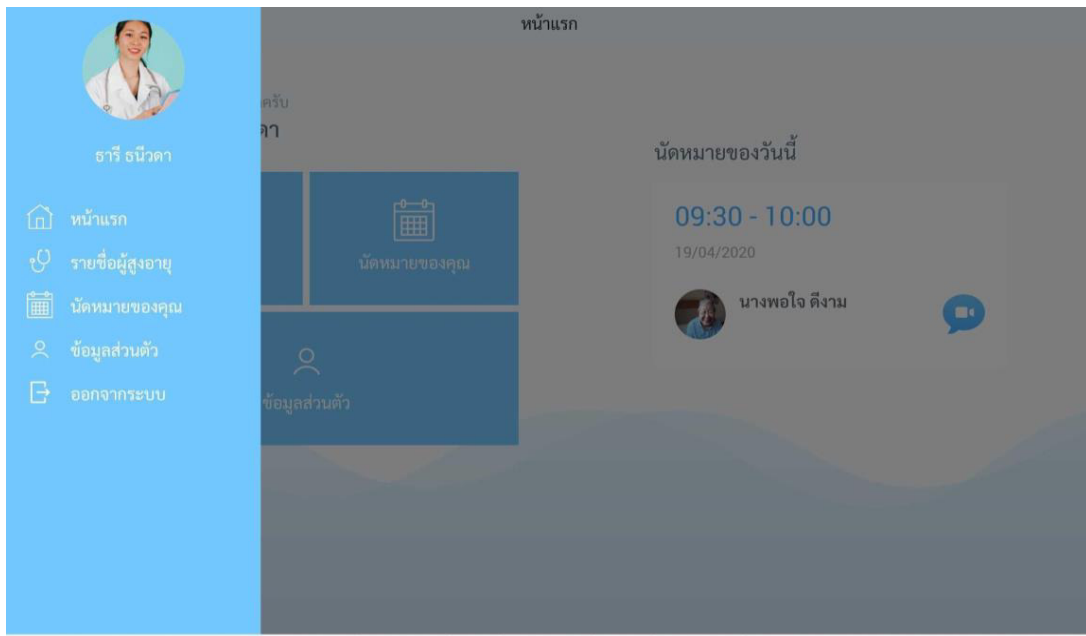 หน้าแรก
ธารี ธนีวดา
หน้าแรก
รายชื่อผู้สูงอายุ
นัดหมายของคุณ
ข้อมูลส่วนตัว
ออกจากระบบ
นัดหมายของคุณ
ข้อมูลส่วนตัว
นัดหมายของวันนี้
09:30 - 10:00
19/04/2020
นางพอใจ ดีงาม